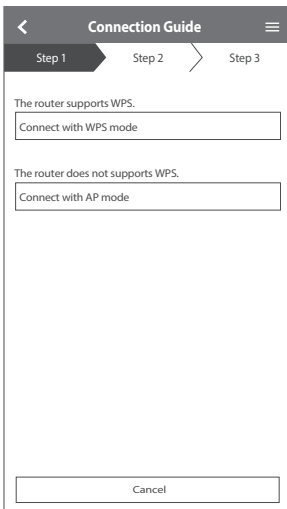 Connection Guide
Step 1 Step 2 Step 3
The router supports WPS.
Connect with WPS mode
The router does not supports WPS.
Connect with AP mode
Cancel